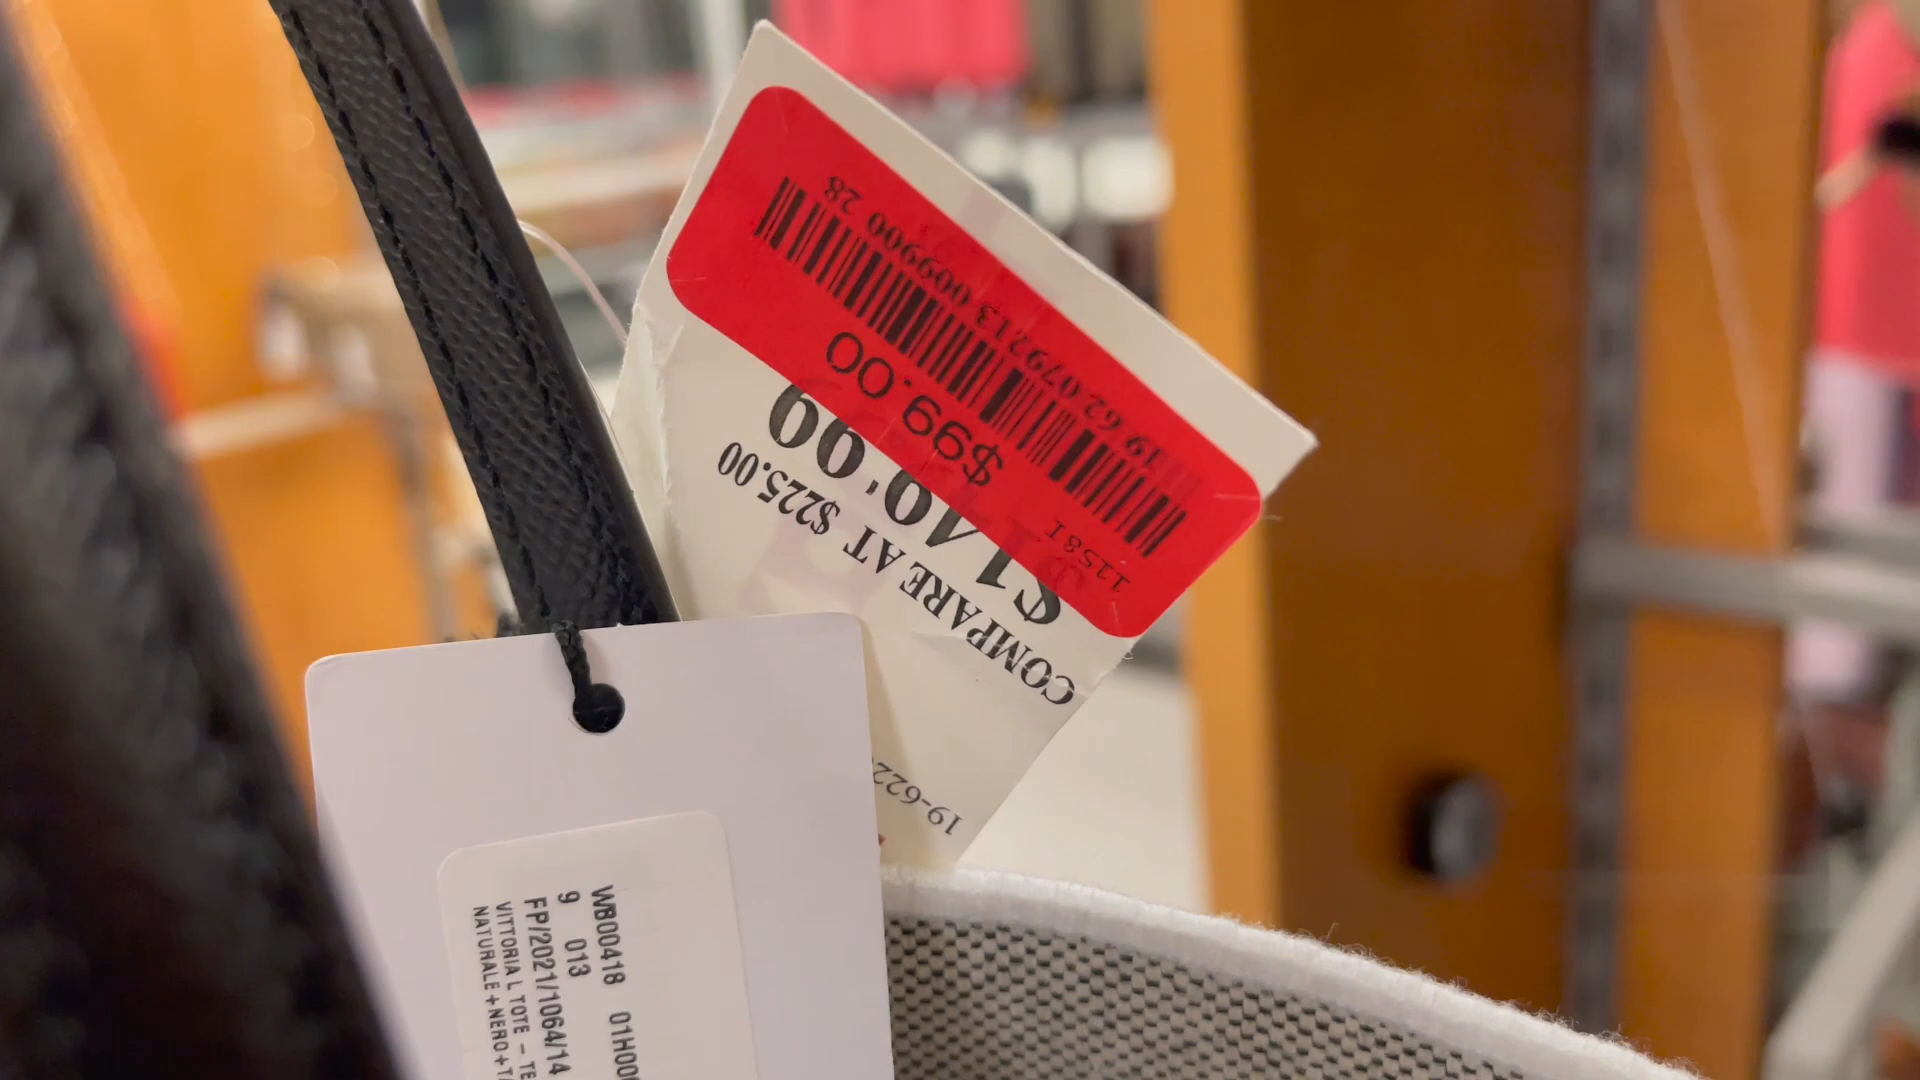 11581
19 62 079213 009900 28
$99.00
$149.99
COMPARE AT $225.00
19-622
WB00418 01H00
9 013
FP/2021/1064/14
VITTORIA L TOTE - TE
NATURALE+NERO+T